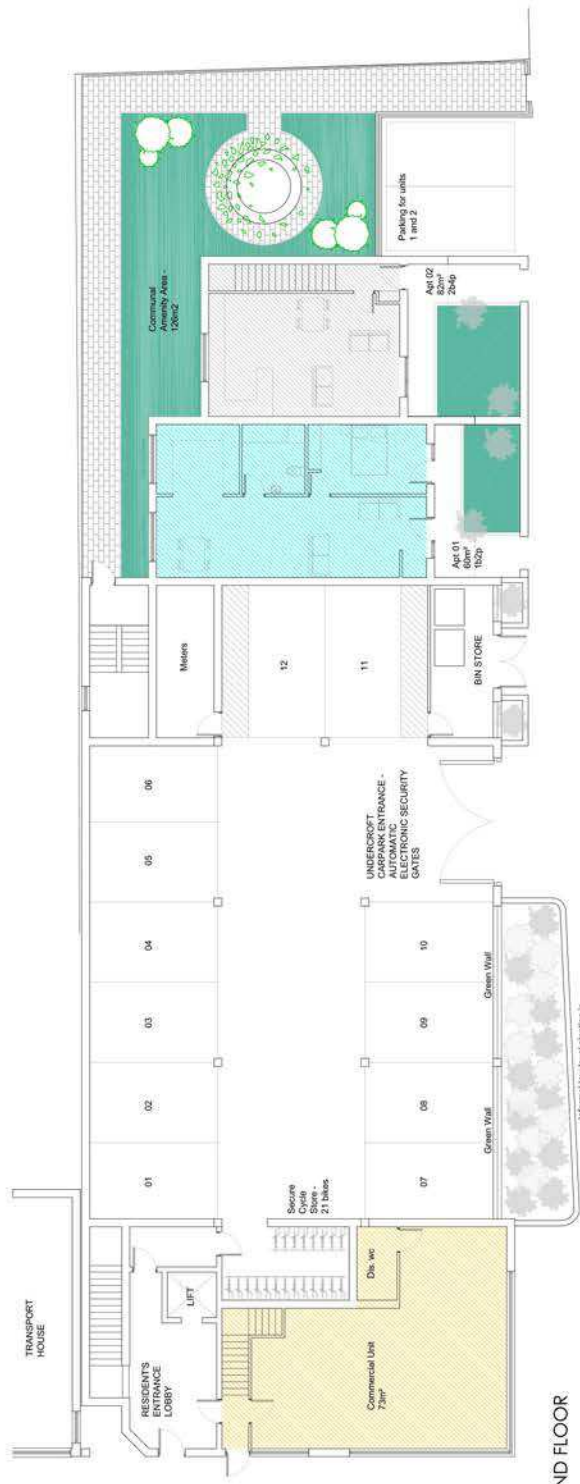 TRANSPORT
HOUSE
RESIDENT'S
ENTRANCE
LOBBY
LIFT
Commercial Unit
73m²
Dis. wc
Secure
Cycle
Store -
21 bikes
01
02
03
04
05
06
07
08
09
10
Green Wall
Green Wall
UNDERCROFT
CARPARK ENTRANCE -
AUTOMATIC
ELECTRONIC SECURITY
GATES
Meters
12
11
BIN STORE
Apt 01
60m²
1b2p
Communal
Amenity Area -
126m2
Apt 02
82m²
2b4p
Parking for units
1 and 2
ND FLOOR